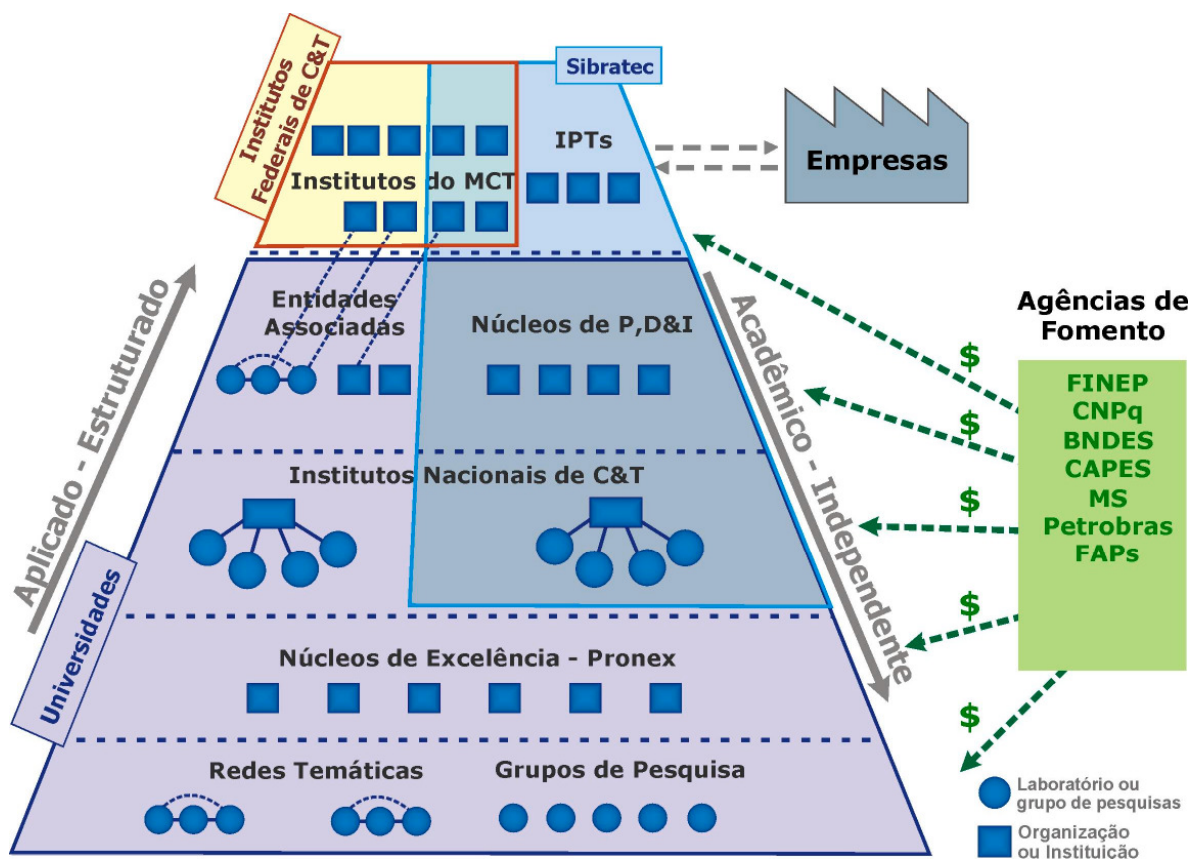 Institutos
Federais de C&T
Sibratec
IPTs
Institutos do MCT
Empresas
Entidades
Associadas
Núcleos de P,D&I
Aplicado - Estruturado
Acadêmico - Independente
Institutos Nacionais de C&T
Universidades
Núcleos de Excelência - Pronex
Redes Temáticas
Grupos de Pesquisa
Agências de
Fomento
FINEP
CNPq
BNDES
CAPES
MS
Petrobras
FAPs
$
$
$
$
$
Laboratório ou
grupo de pesquisas
Organização
ou Instituição